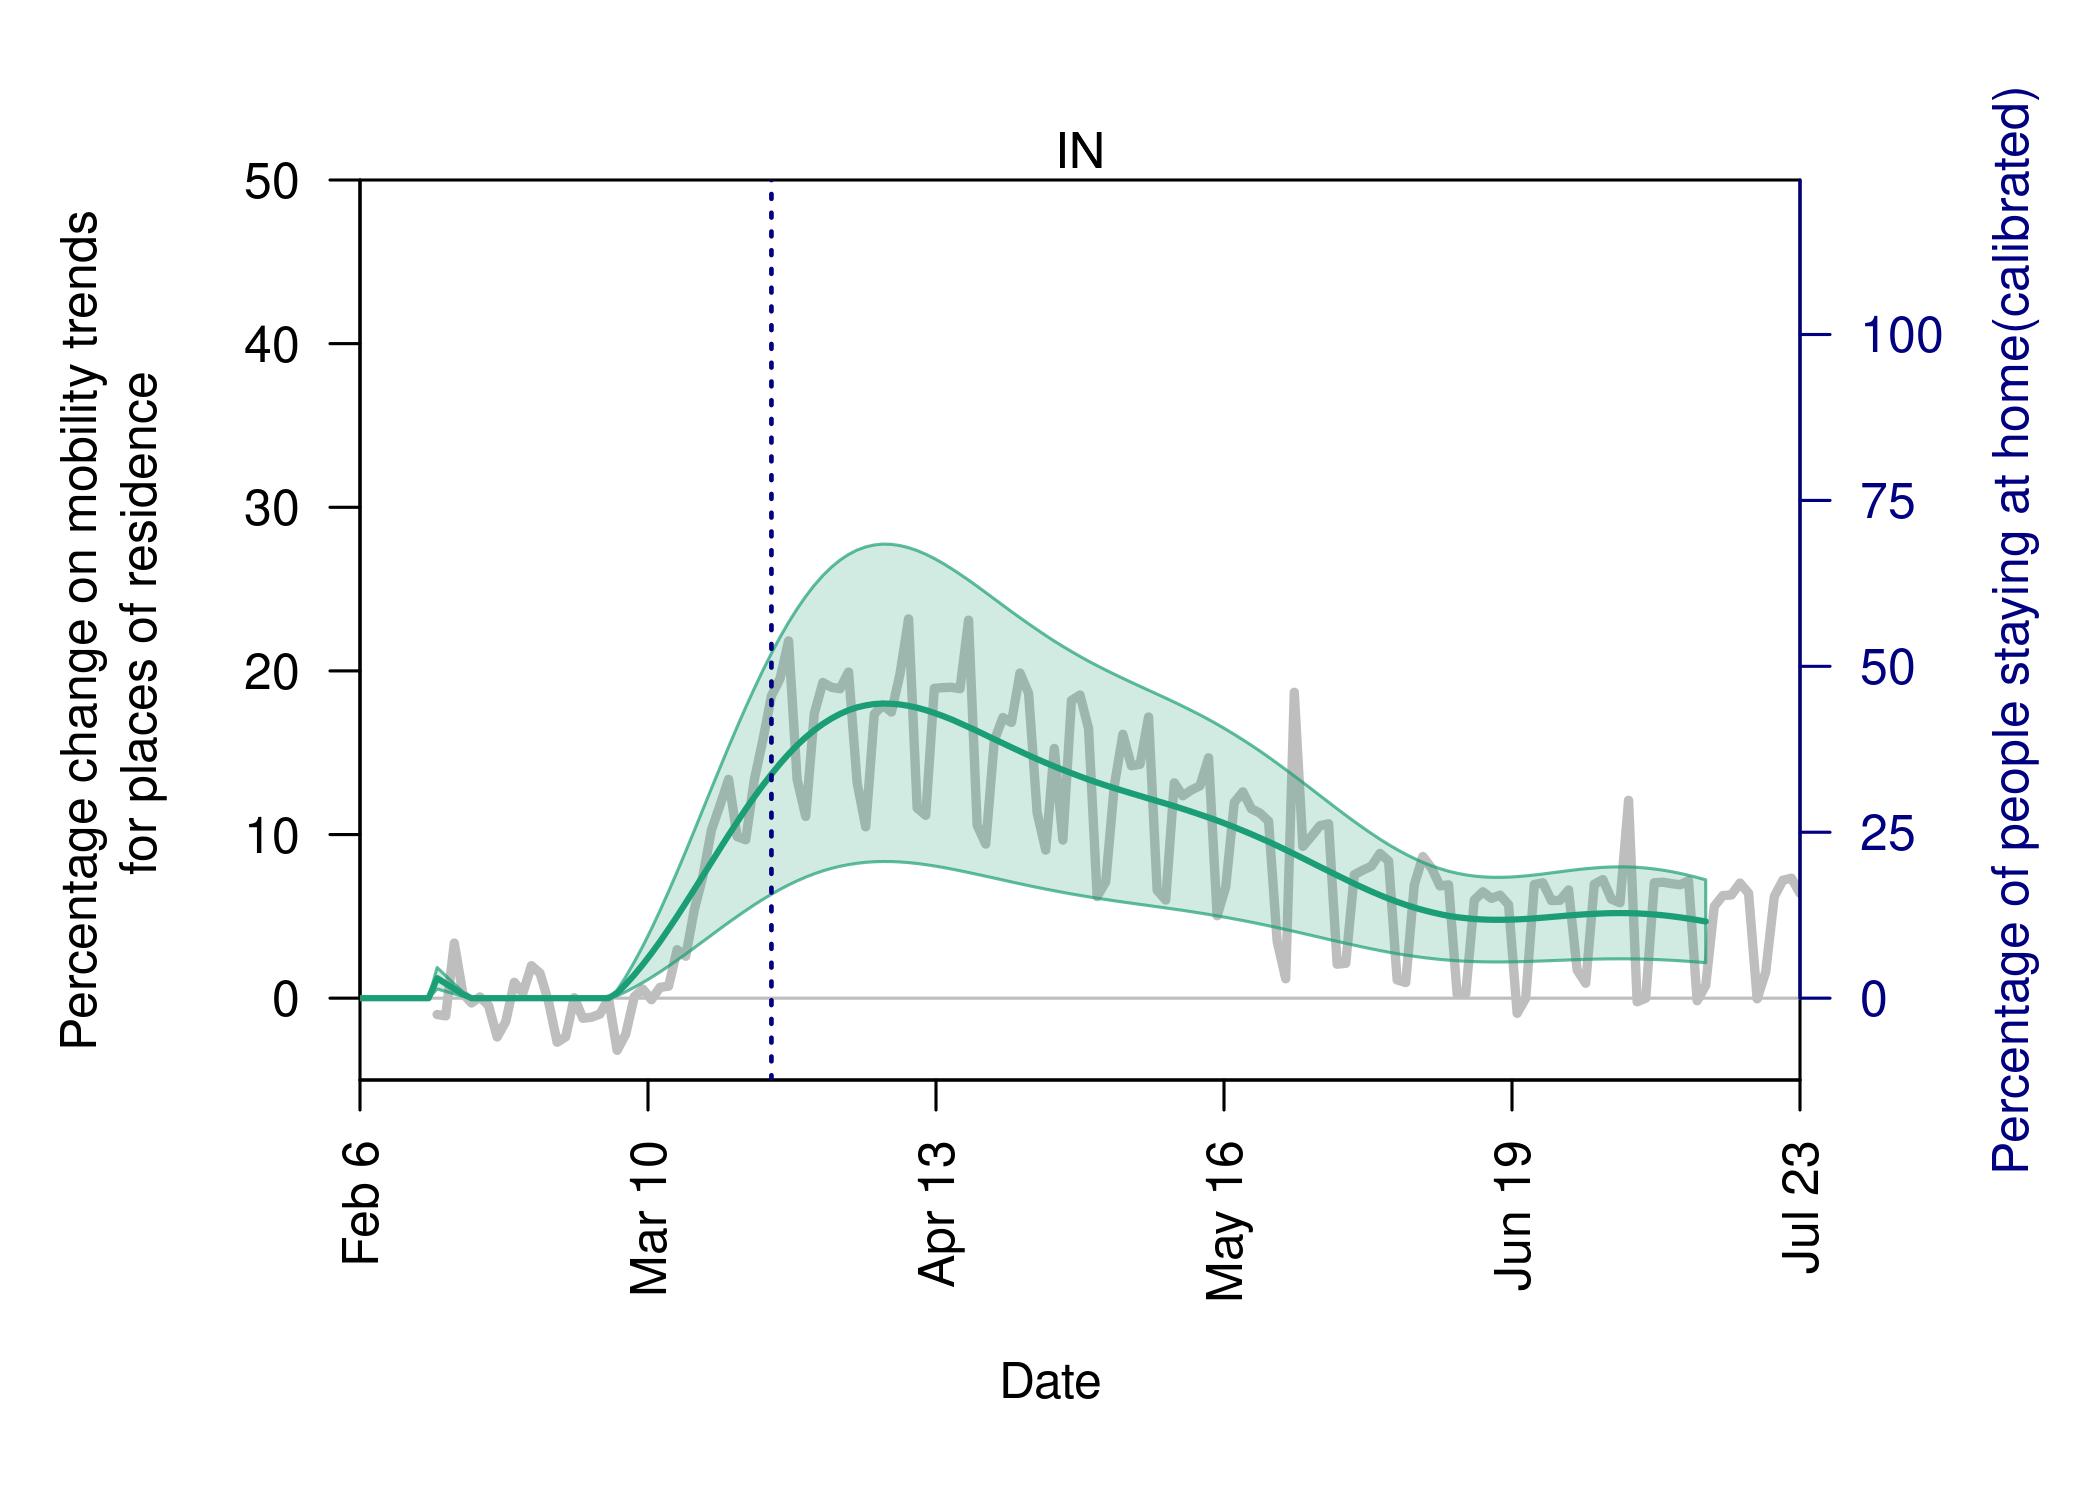 IN
Percentage change on mobility trends
for places of residence
50
40
30
20
10
0
100
75
50
25
0
Percentage of people staying at home(calibrated)
Feb 6
Mar 10
Apr 13
May 16
Jun 19
Jul 23
Date